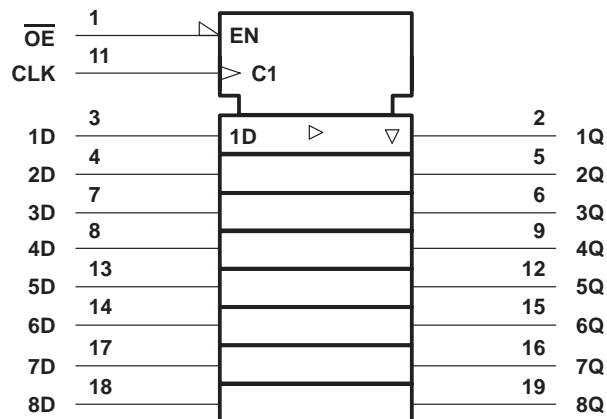 1
OE EN
11
CLK C1
3 2
1D 1D 1Q
4 5
2D 2Q
7 6
3D 3Q
8 9
4D 4Q
13 12
5D 5Q
14 15
6D 6Q
17 16
7D 7Q
18 19
8D 8Q